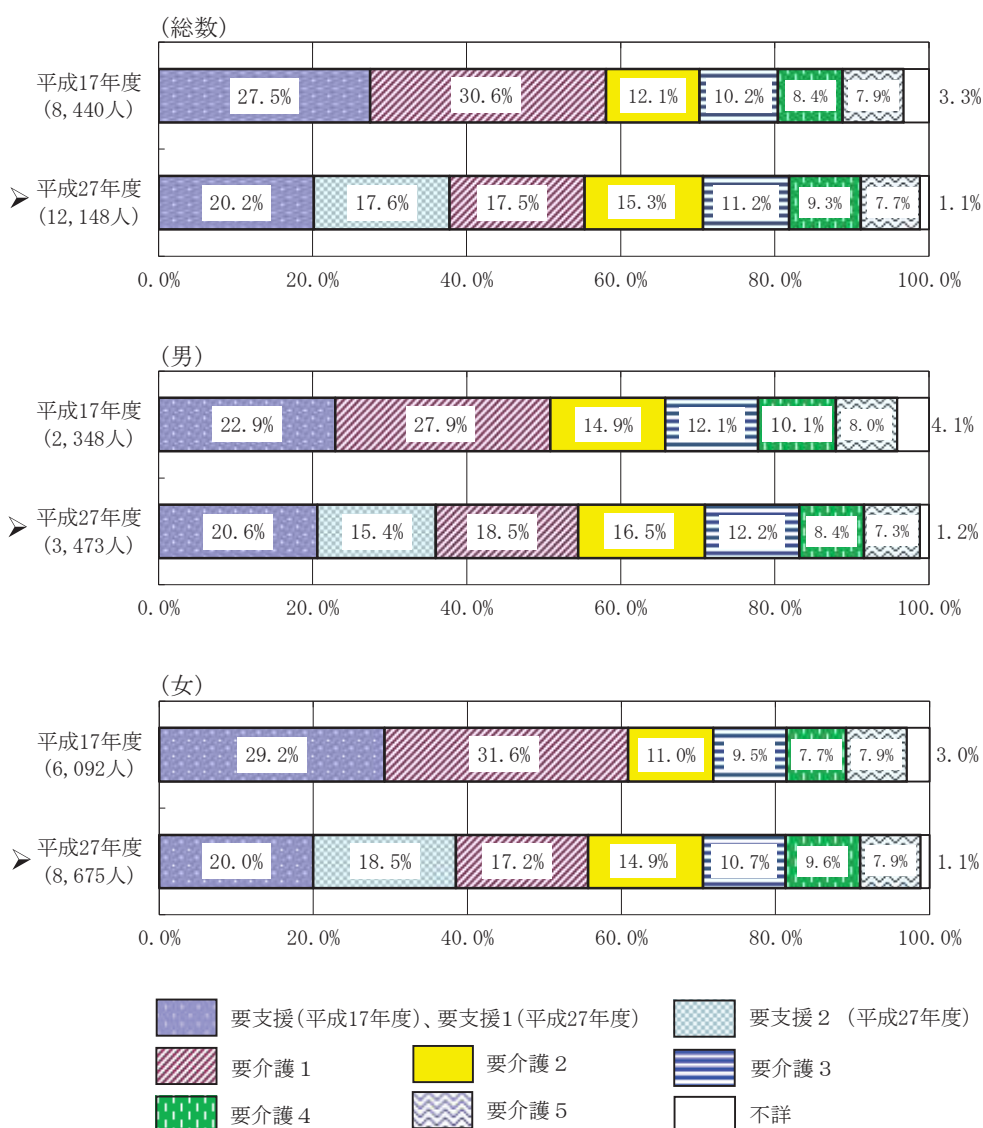 (総数)
平成17年度
(8,440人)
27.5% 30.6% 12.1% 10.2% 8.4% 7.9% 3.3%
➢ 平成27年度
(12,148人)
20.2% 17.6% 17.5% 15.3% 11.2% 9.3% 7.7% 1.1%
0.0% 20.0% 40.0% 60.0% 80.0% 100.0%
(男)
平成17年度
(2,348人)
22.9% 27.9% 14.9% 12.1% 10.1% 8.0% 4.1%
➢ 平成27年度
(3,473人)
20.6% 15.4% 18.5% 16.5% 12.2% 8.4% 7.3% 1.2%
0.0% 20.0% 40.0% 60.0% 80.0% 100.0%
(女)
平成17年度
(6,092人)
29.2% 31.6% 11.0% 9.5% 7.7% 7.9% 3.0%
➢ 平成27年度
(8,675人)
20.0% 18.5% 17.2% 14.9% 10.7% 9.6% 7.9% 1.1%
0.0% 20.0% 40.0% 60.0% 80.0% 100.0%
要支援(平成17年度)、要支援1(平成27年度) 要支援２ (平成27年度)
要介護１ 要介護２ 要介護３
要介護４ 要介護５ 不詳